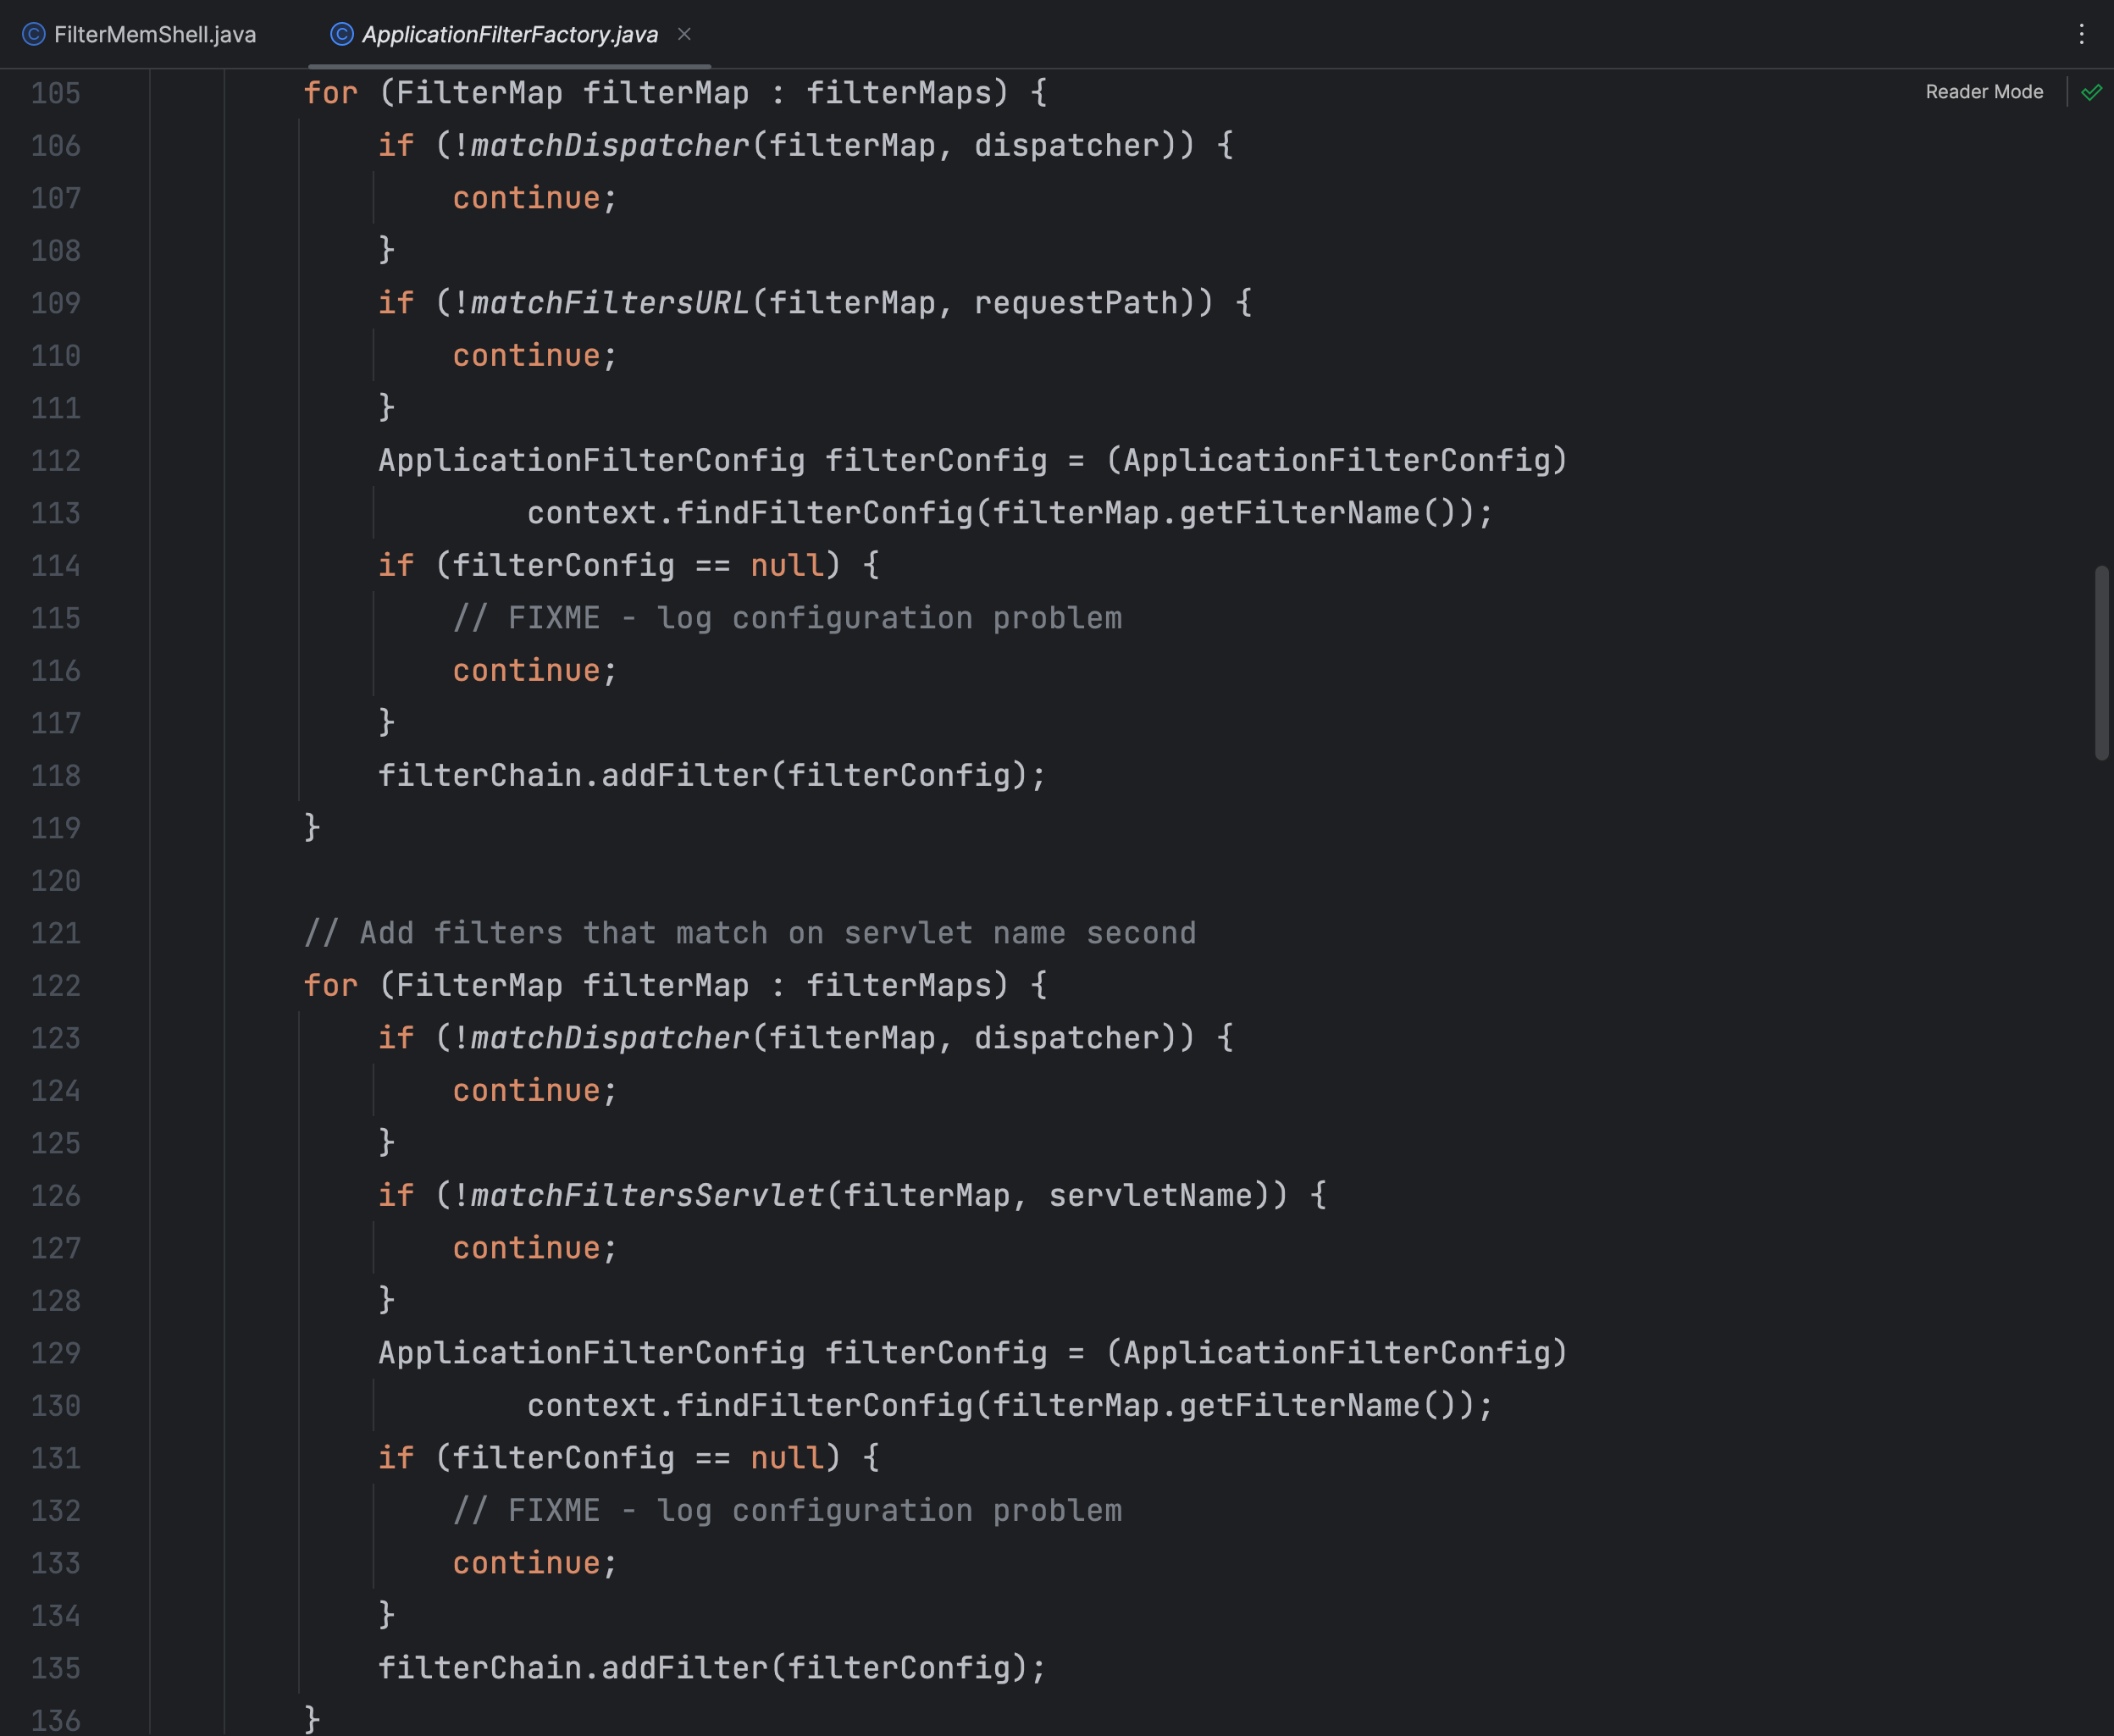 FilterMemShell.java
ApplicationFilterFactory.java
Reader Mode
105 for (FilterMap filterMap : filterMaps) {
106 if (!matchDispatcher(filterMap, dispatcher)) {
107 continue;
108 }
109 if (!matchFiltersURL(filterMap, requestPath)) {
110 continue;
111 }
112 ApplicationFilterConfig filterConfig = (ApplicationFilterConfig)
113 context.findFilterConfig(filterMap.getFilterName());
114 if (filterConfig == null) {
115 // FIXME - log configuration problem
116 continue;
117 }
118 filterChain.addFilter(filterConfig);
119 }
120
121 // Add filters that match on servlet name second
122 for (FilterMap filterMap : filterMaps) {
123 if (!matchDispatcher(filterMap, dispatcher)) {
124 continue;
125 }
126 if (!matchFiltersServlet(filterMap, servletName)) {
127 continue;
128 }
129 ApplicationFilterConfig filterConfig = (ApplicationFilterConfig)
130 context.findFilterConfig(filterMap.getFilterName());
131 if (filterConfig == null) {
132 // FIXME - log configuration problem
133 continue;
134 }
135 filterChain.addFilter(filterConfig);
136 }